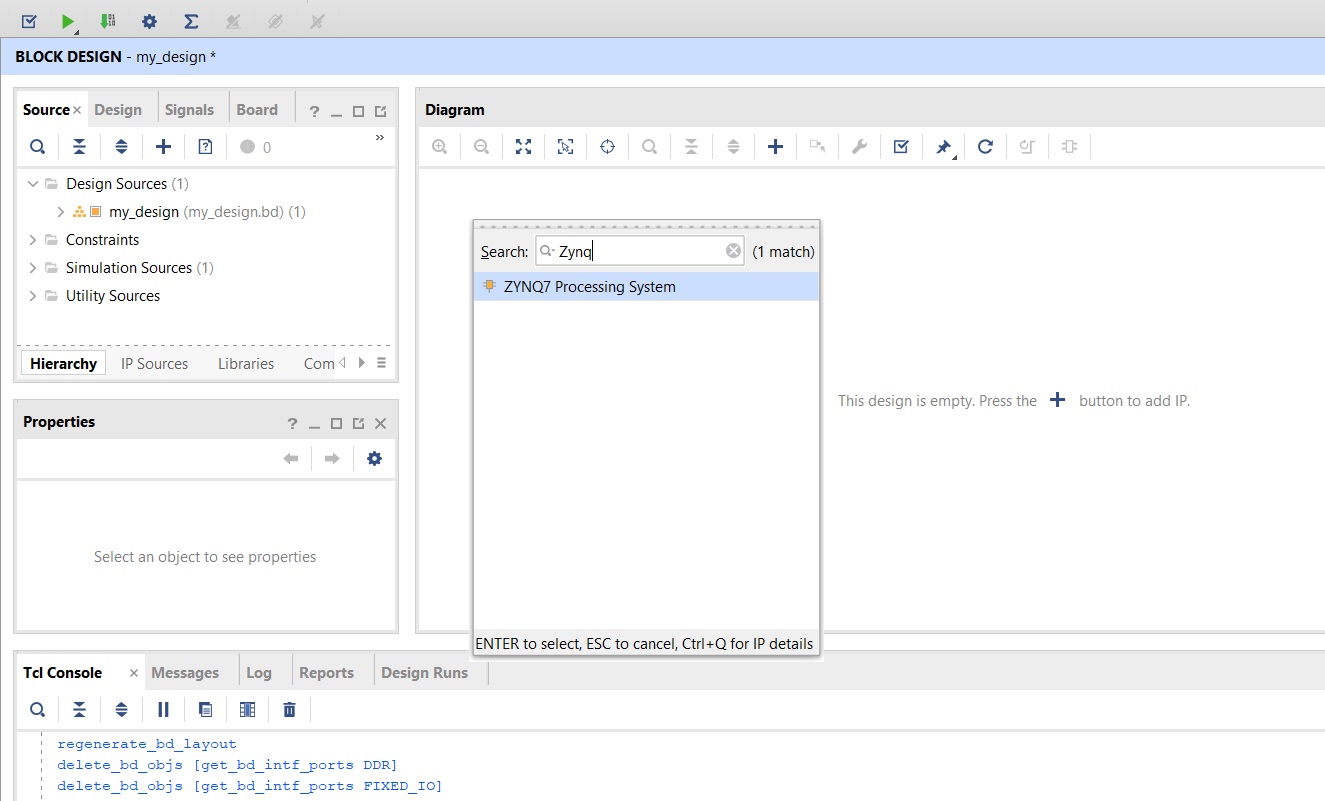 BLOCK DESIGN - my_design *
Source Design Signals Board ?
0 »
Design Sources (1)
my_design (my_design.bd) (1)
Constraints
Simulation Sources (1)
Utility Sources
Hierarchy IP Sources Libraries Com
Properties ?
Select an object to see properties
Diagram
Search: Zynq (1 match)
ZYNQ7 Processing System
ENTER to select, ESC to cancel, Ctrl+Q for IP details
This design is empty. Press the + button to add IP.
Tcl Console Messages Log Reports Design Runs
regenerate_bd_layout
delete_bd_objs [get_bd_intf_ports DDR]
delete_bd_objs [get_bd_intf_ports FIXED_IO]